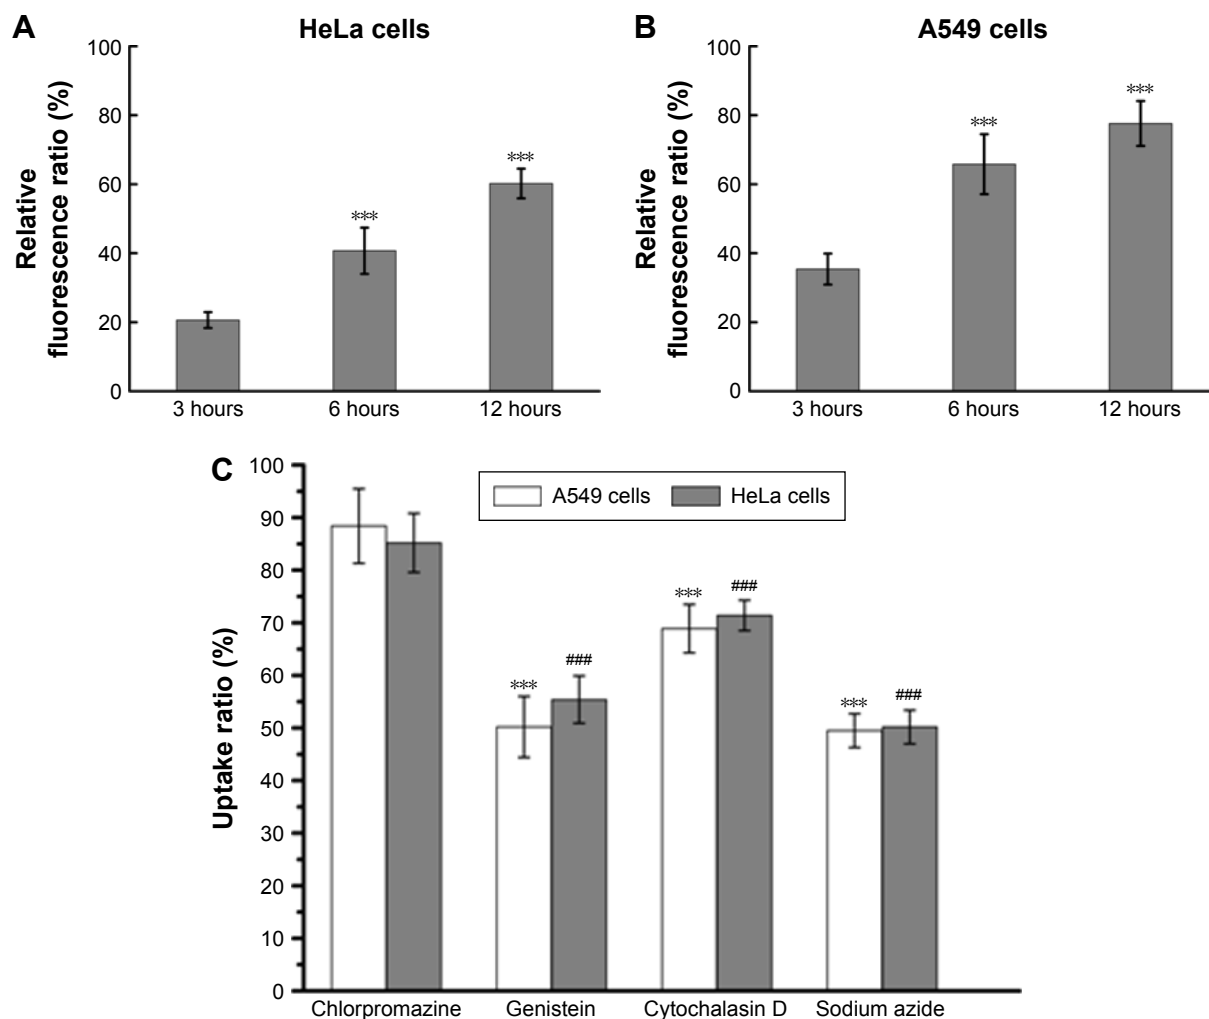 A
HeLa cells
Relative
fluorescence ratio (%)
100
80
60
40
20
0
***
***
3 hours
6 hours
12 hours
B
A549 cells
Relative
fluorescence ratio (%)
100
80
60
40
20
0
***
***
3 hours
6 hours
12 hours
C
Uptake ratio (%)
100
90
80
70
60
50
40
30
20
10
0
A549 cells
HeLa cells
***
###
***
###
***
###
Chlorpromazine
Genistein
Cytochalasin D
Sodium azide